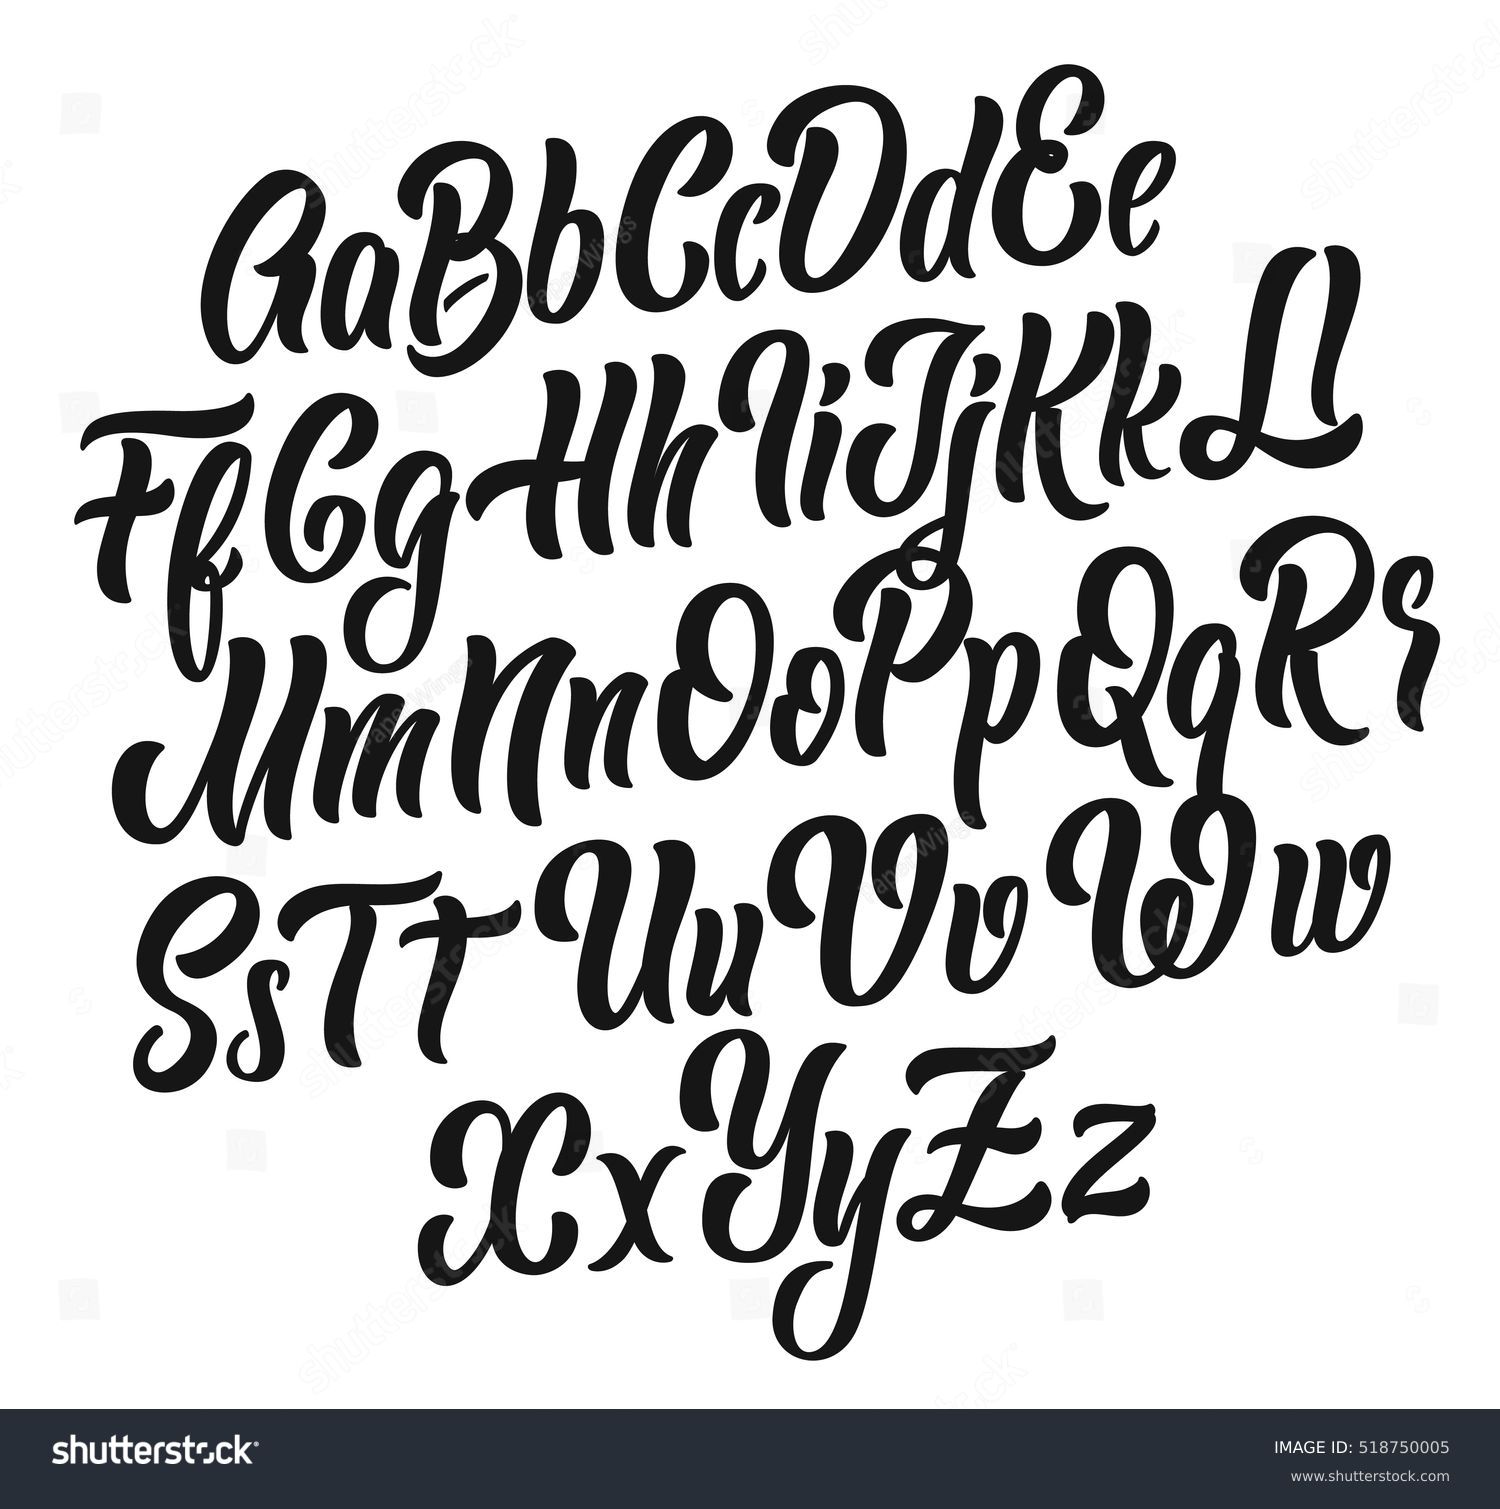 AaBbCcDdEe
FfGgHhIiJjKkLl
MmNnOoPpQqRr
SsTtUuVvWw
XxYyZz
shutterstock
IMAGE ID: 518750005
www.shutterstock.com